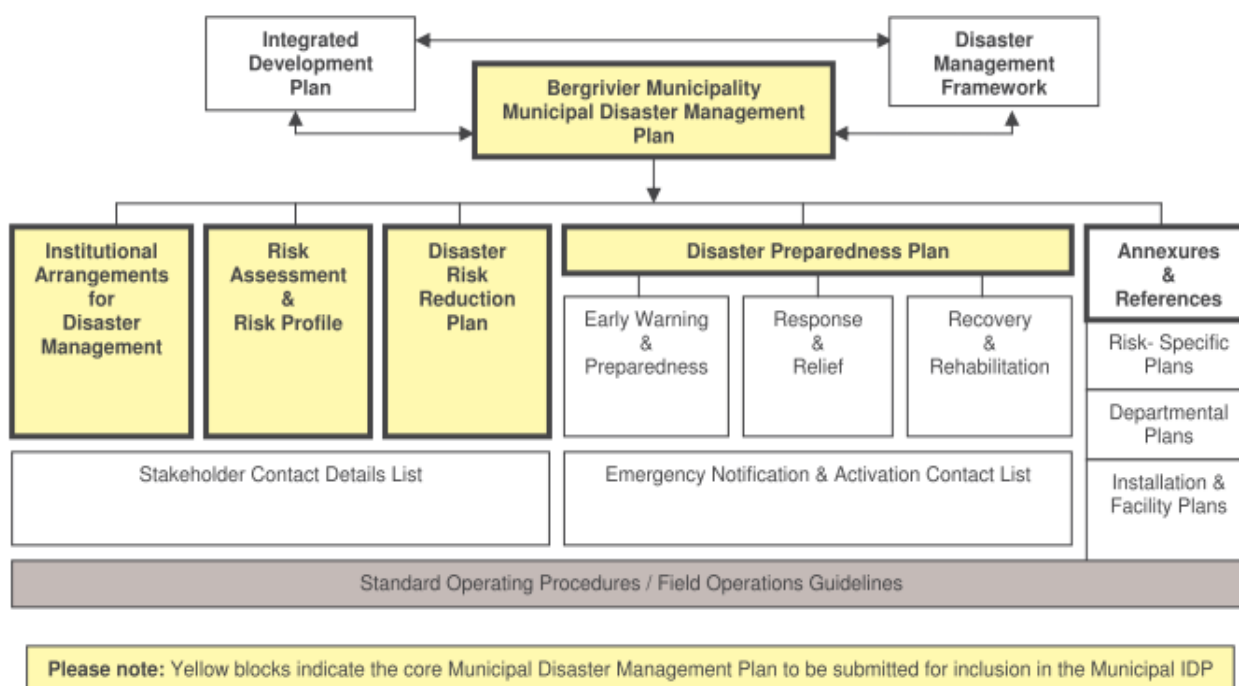 Integrated
Development
Plan
Disaster
Management
Framework
Bergrivier Municipality
Municipal Disaster Management
Plan
Institutional
Arrangements
for
Disaster
Management
Risk
Assessment
&
Risk Profile
Disaster
Risk
Reduction
Plan
Disaster Preparedness Plan
Early Warning
&
Preparedness
Response
&
Relief
Recovery
&
Rehabilitation
Annexures
&
References
Risk- Specific
Plans
Departmental
Plans
Installation &
Facility Plans
Stakeholder Contact Details List
Emergency Notification & Activation Contact List
Standard Operating Procedures / Field Operations Guidelines
Please note: Yellow blocks indicate the core Municipal Disaster Management Plan to be submitted for inclusion in the Municipal IDP